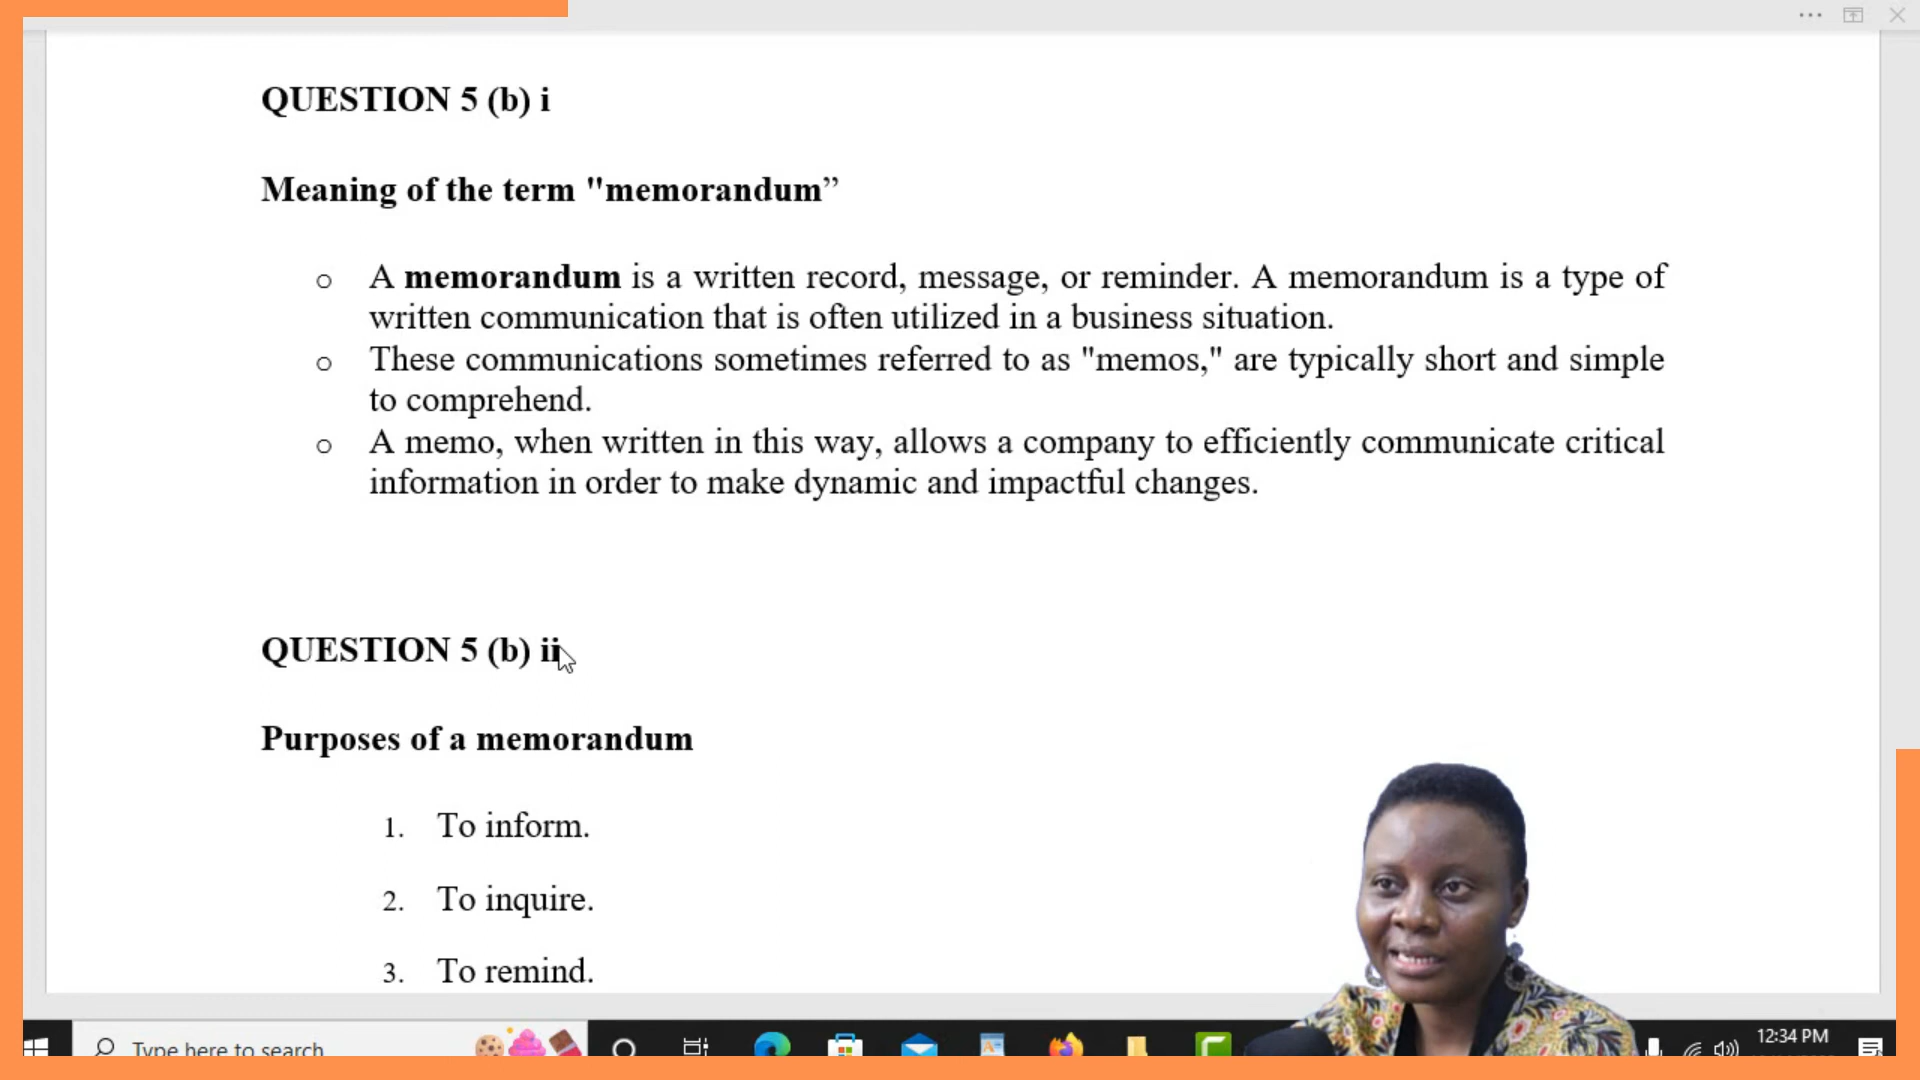 QUESTION 5 (b) i
Meaning of the term "memorandum”
o A memorandum is a written record, message, or reminder. A memorandum is a type of
written communication that is often utilized in a business situation.
o These communications sometimes referred to as "memos," are typically short and simple
to comprehend.
o A memo, when written in this way, allows a company to efficiently communicate critical
information in order to make dynamic and impactful changes.
QUESTION 5 (b) ii
Purposes of a memorandum
1. To inform.
2. To inquire.
3. To remind.
Type here to search
12:34 PM